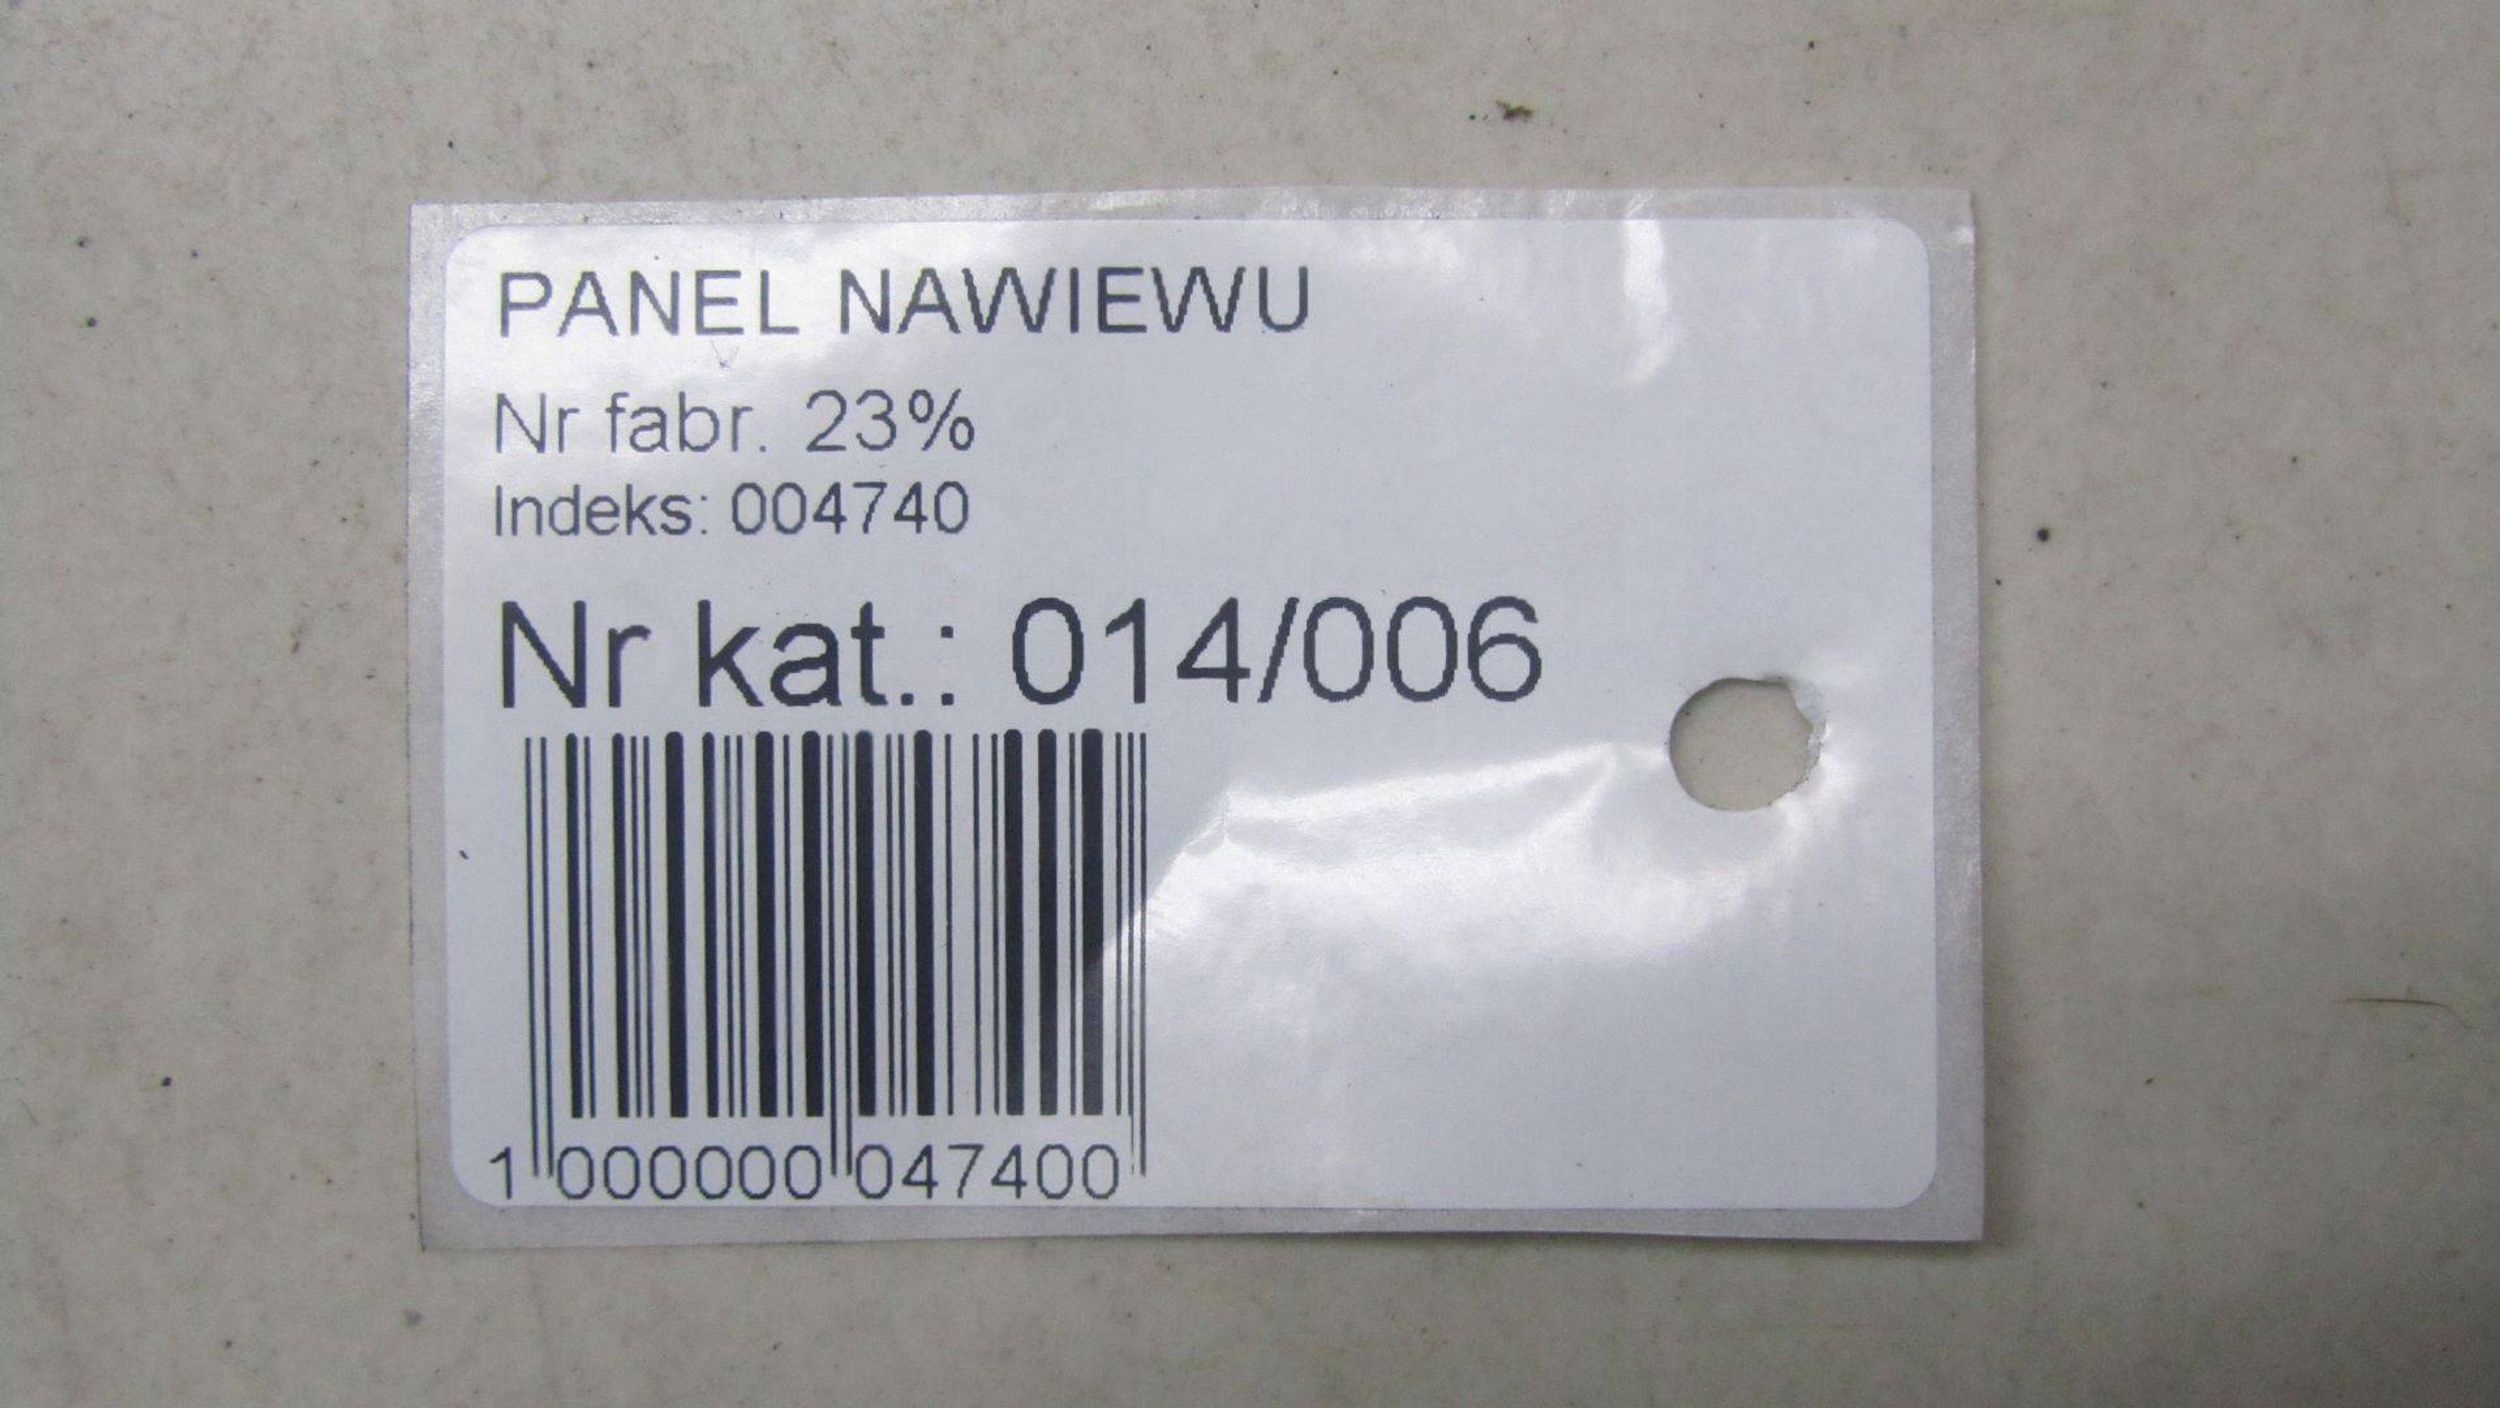 PANEL NAWIEWU
Nr fabr. 23%
Indeks: 004740
Nr kat.: 014/006
1 000000 047400